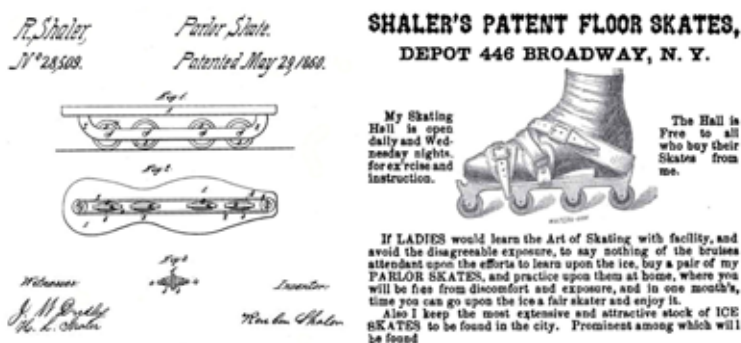 R. Shaler,
Parlor Skate.
Nº 28,509.
Patented May 29, 1860.
Fig. 1.
Fig. 2.
Witnesses
Inventor
Reuben Shaler
SHALER'S PATENT FLOOR SKATES,
DEPOT 446 BROADWAY, N. Y.
My Skating
Hall is open
daily and Wed-
nesday nights.
for ex'rcise and
instruction.
The Hall is
Free to all
who buy their
Skates from
me.
If LADIES would learn the Art of Skating with facility, and
avoid the disagreeable exposure, to say nothing of the bruises
attendant upon the efforts to learn upon the ice, buy a pair of my
PARLOR SKATES, and practice upon them at home, where you
will be free from discomfort and exposure, and in one month's,
time you can go upon the ice a fair skater and enjoy it.
Also I keep the most extensive and attractive stock of ICE
SKATES to be found in the city. Prominent among which will
be found